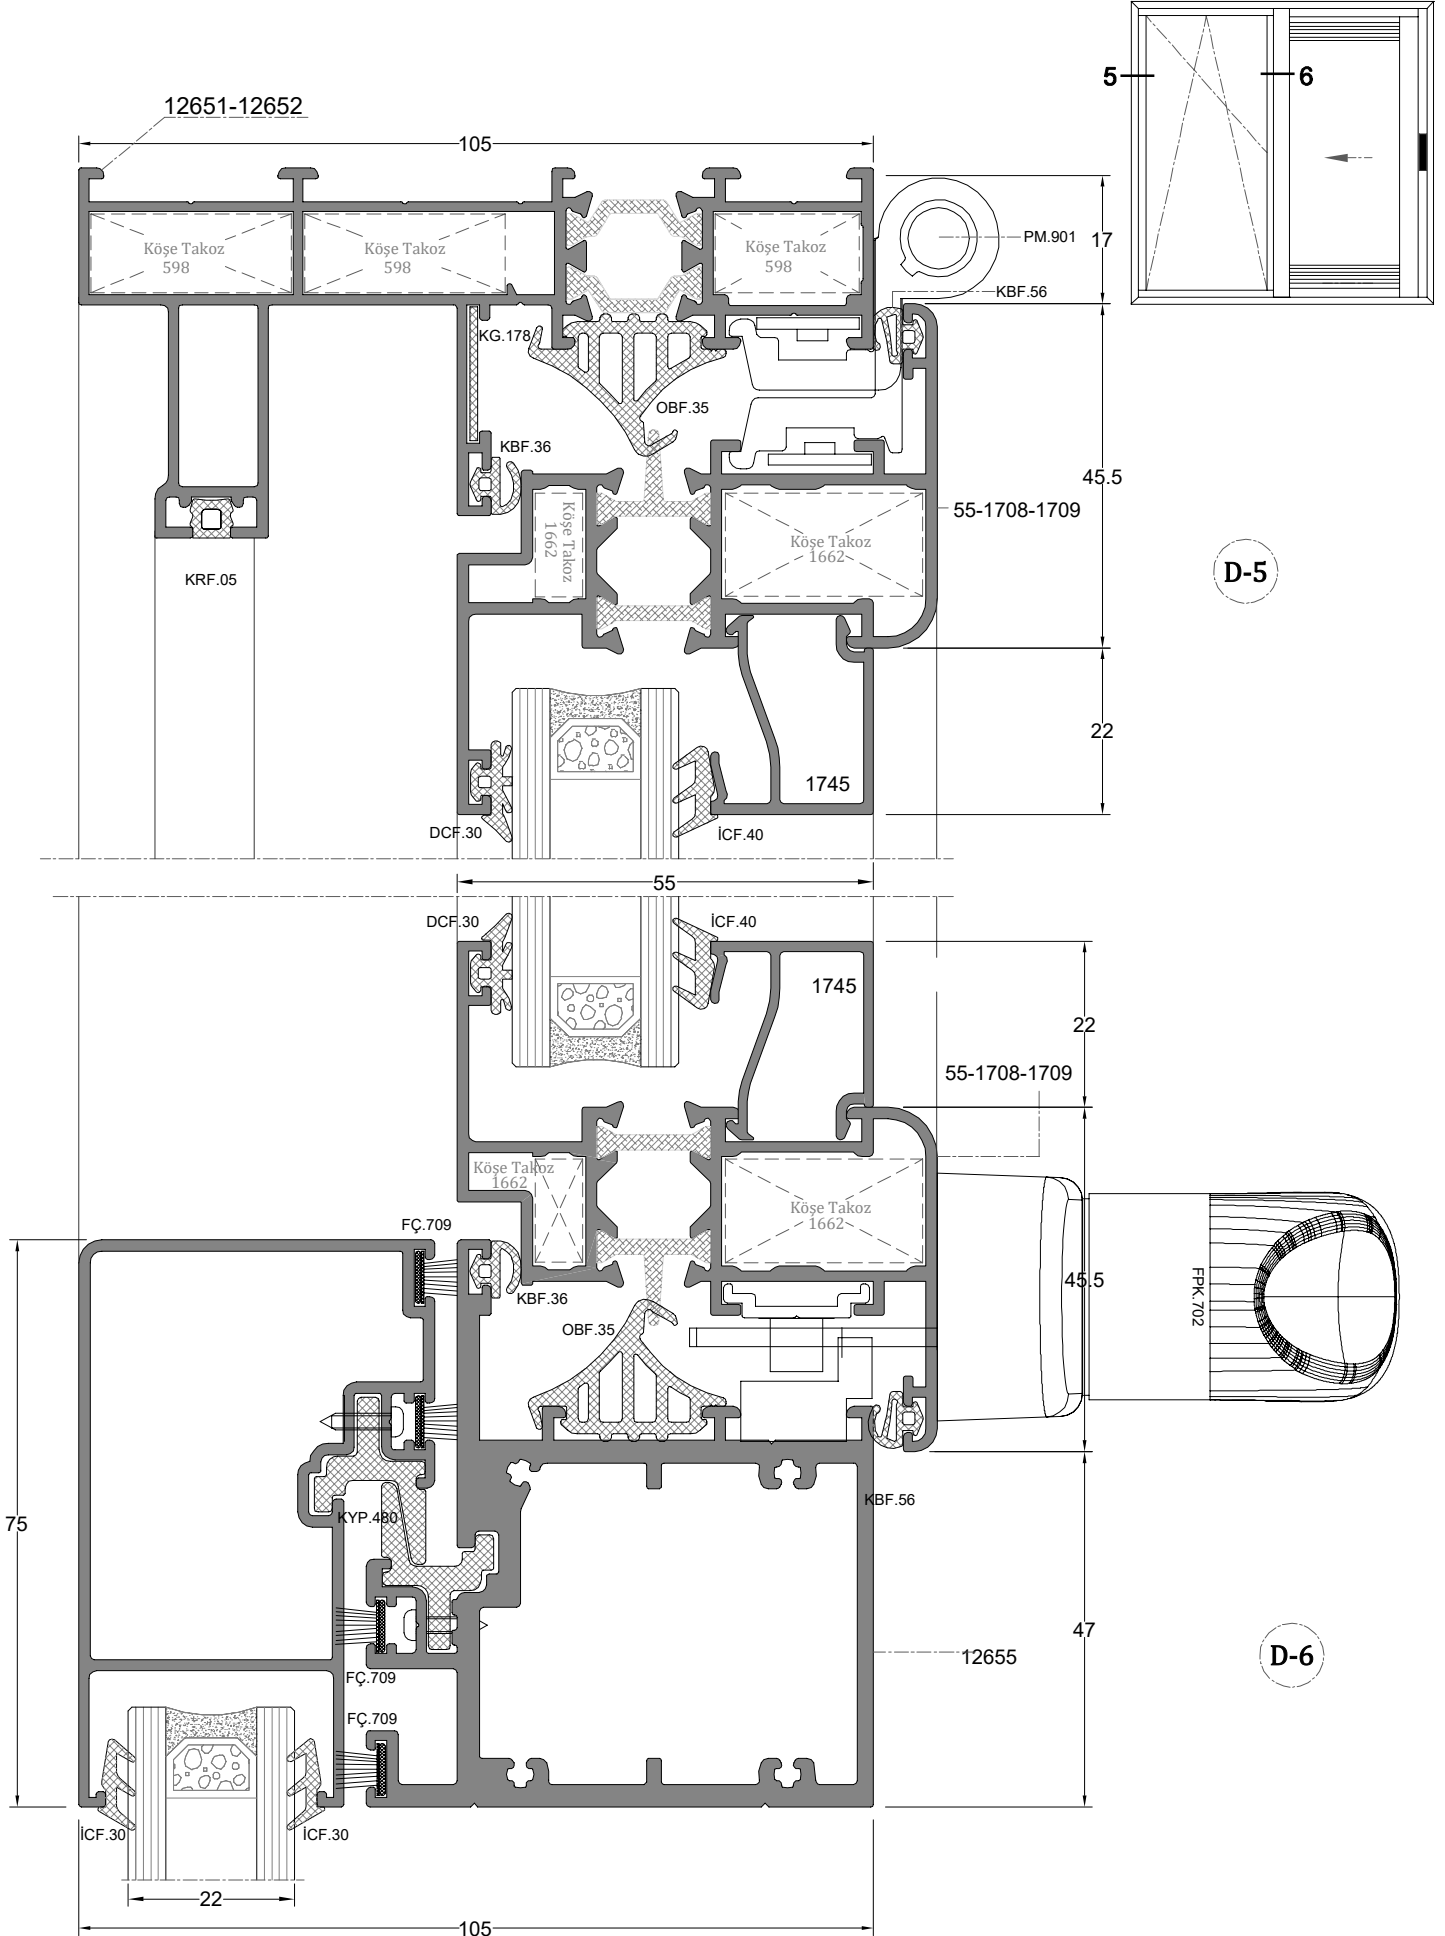 5
6
12651-12652
105
Köşe Takoz
598
Köşe Takoz
598
Köşe Takoz
598
PM.901
17
KBF.56
KG.178
OBF.35
KBF.36
45.5
55-1708-1709
Köşe Takoz
1662
Köşe Takoz
1662
D-5
KRF.05
22
1745
DCF.30
İCF.40
55
DCF.30
İCF.40
1745
22
55-1708-1709
Köşe Takoz
1662
Köşe Takoz
1662
FÇ.709
KBF.36
45.5
FPK.702
OBF.35
KBF.56
KYP.480
75
47
12655
D-6
FÇ.709
FÇ.709
İCF.30
İCF.30
22
105